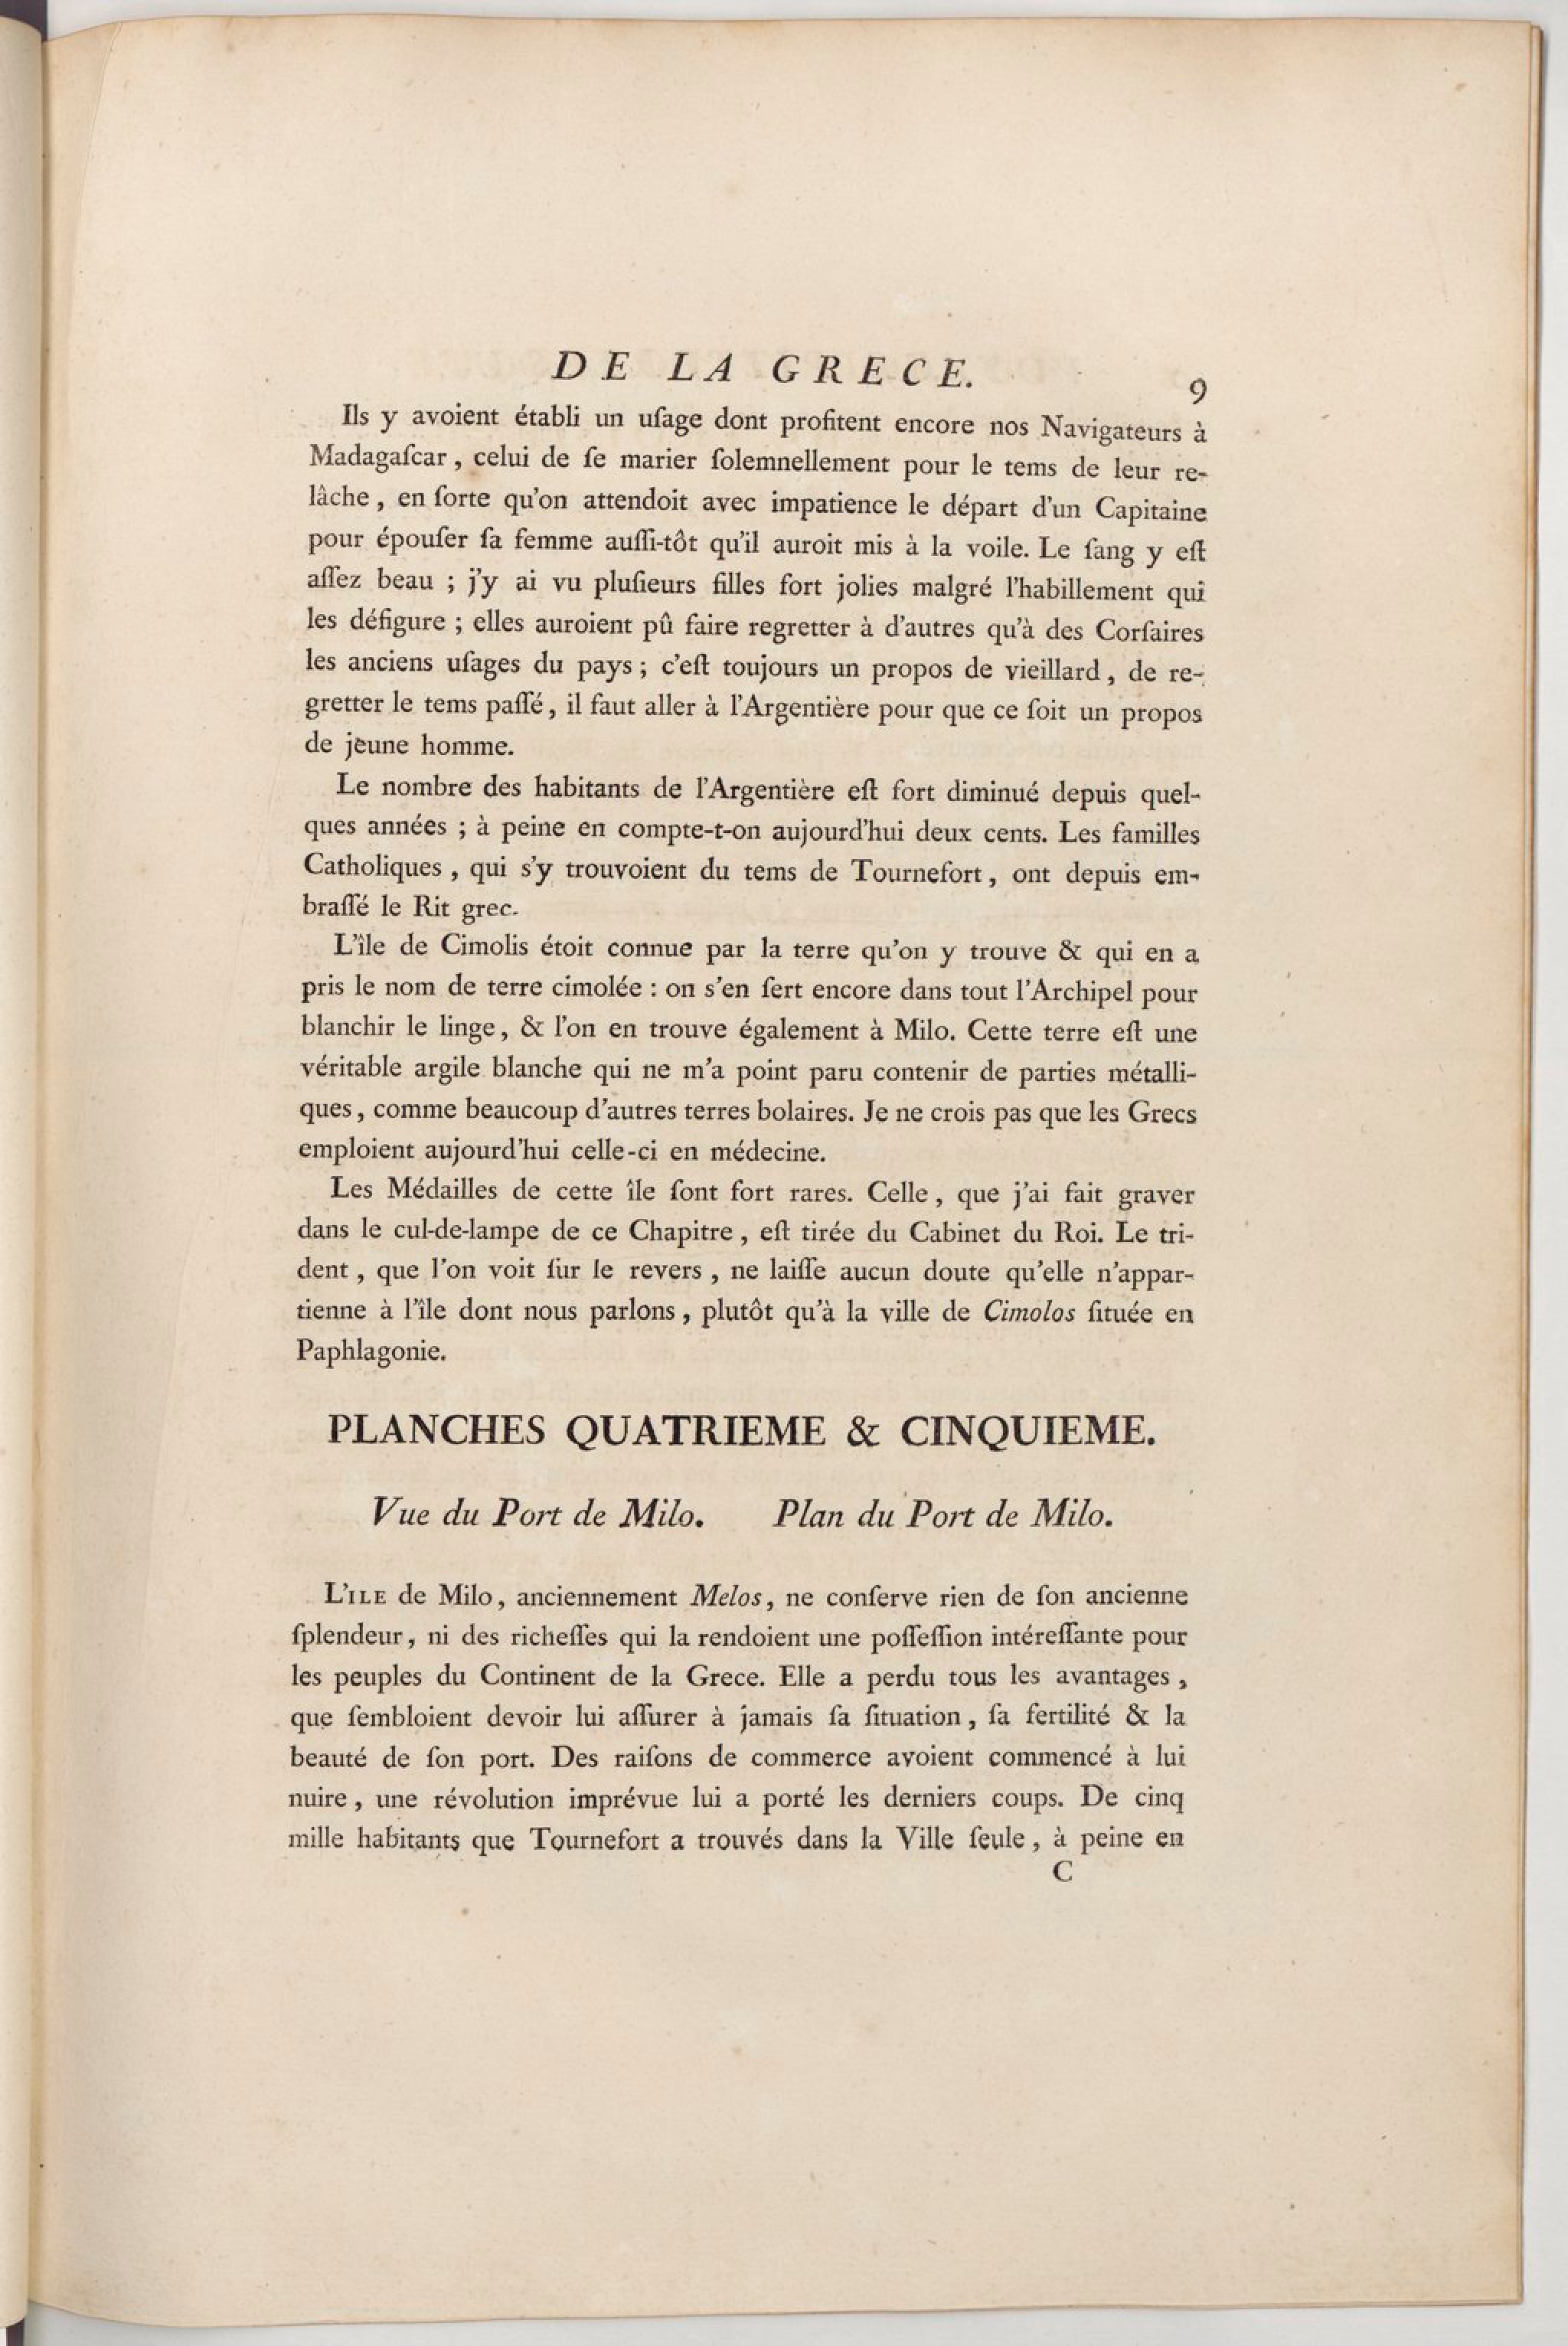 DE LA GRECE.
9
Ils y avoient établi un uſage dont profitent encore nos Navigateurs à
Madagaſcar, celui de ſe marier ſolemnellement pour le tems de leur re-
lâche, en ſorte qu'on attendoit avec impatience le départ d'un Capitaine
pour épouſer ſa femme auſſi-tôt qu'il auroit mis à la voile. Le ſang y eſt
aſſez beau ; j'y ai vu pluſieurs filles fort jolies malgré l'habillement qui
les défigure ; elles auroient pû faire regretter à d'autres qu'à des Corſaires
les anciens uſages du pays ; c'eſt toujours un propos de vieillard, de re-
gretter le tems paſſé, il faut aller à l'Argentière pour que ce ſoit un propos
de jeune homme.
Le nombre des habitants de l'Argentière eſt fort diminué depuis quel-
ques années ; à peine en compte-t-on aujourd'hui deux cents. Les familles
Catholiques, qui s'y trouvoient du tems de Tournefort, ont depuis em-
braſſé le Rit grec.
L'île de Cimolis étoit connue par la terre qu'on y trouve & qui en a
pris le nom de terre cimolée : on s'en ſert encore dans tout l'Archipel pour
blanchir le linge, & l'on en trouve également à Milo. Cette terre eſt une
véritable argile blanche qui ne m'a point paru contenir de parties métalli-
ques, comme beaucoup d'autres terres bolaires. Je ne crois pas que les Grecs
emploient aujourd'hui celle-ci en médecine.
Les Médailles de cette île ſont fort rares. Celle, que j'ai fait graver
dans le cul-de-lampe de ce Chapitre, eſt tirée du Cabinet du Roi. Le tri-
dent, que l'on voit ſur le revers, ne laiſſe aucun doute qu'elle n'appar-
tienne à l'île dont nous parlons, plutôt qu'à la ville de Cimolos ſituée en
Paphlagonie.
PLANCHES QUATRIEME & CINQUIEME.
Vue du Port de Milo. Plan du Port de Milo.
L'ILE de Milo, anciennement Melos, ne conſerve rien de ſon ancienne
ſplendeur, ni des richeſſes qui la rendoient une poſſeſſion intéreſſante pour
les peuples du Continent de la Grece. Elle a perdu tous les avantages,
que ſembloient devoir lui aſſurer à jamais ſa ſituation, ſa fertilité & la
beauté de ſon port. Des raiſons de commerce avoient commencé à lui
nuire, une révolution imprévue lui a porté les derniers coups. De cinq
mille habitants que Tournefort a trouvés dans la Ville ſeule, à peine en
C